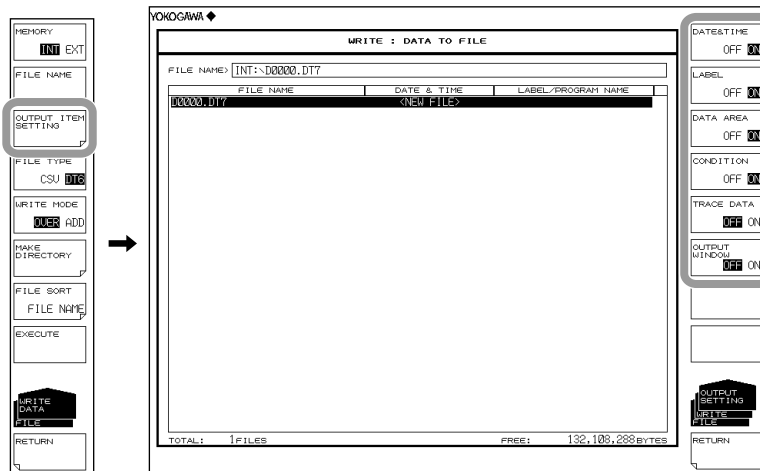 MEMORY
INT EXT
FILE NAME
OUTPUT ITEM
SETTING
FILE TYPE
CSV DT6
WRITE MODE
OVER ADD
MAKE
DIRECTORY
FILE SORT
FILE NAME
EXECUTE
WRITE
DATA
FILE
RETURN
YOKOGAWA
WRITE : DATA TO FILE
FILE NAME> INT:\D0000.DT7
FILE NAME DATE & TIME LABEL/PROGRAM NAME
D0000.DT7 <NEW FILE>
TOTAL: 1FILES FREE: 132,108,288BYTES
DATE&TIME
OFF ON
LABEL
OFF ON
DATA AREA
OFF ON
CONDITION
OFF ON
TRACE DATA
OFF ON
OUTPUT
WINDOW
OFF ON
OUTPUT
SETTING
WRITE
FILE
RETURN